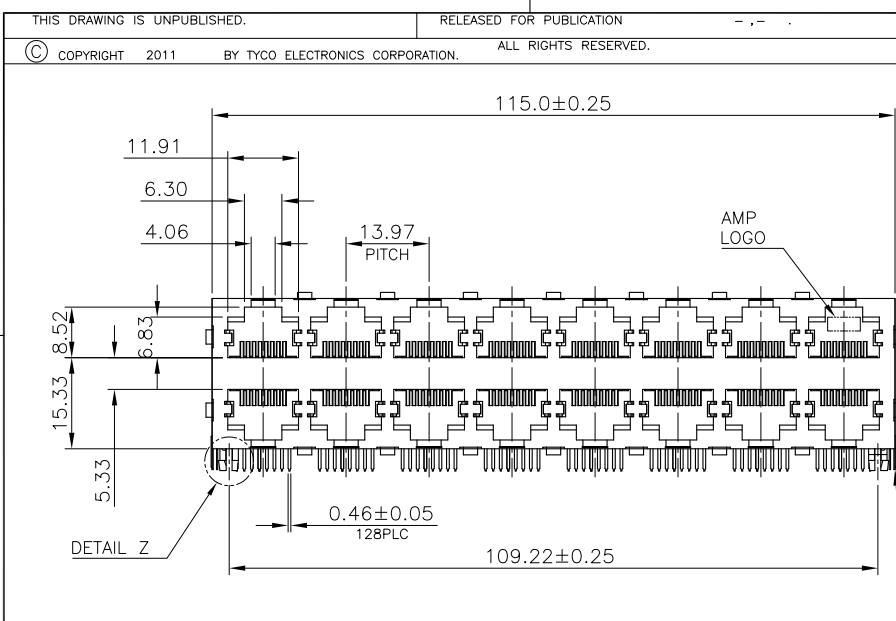 THIS DRAWING IS UNPUBLISHED.
RELEASED FOR PUBLICATION - ,- .
© COPYRIGHT 2011 BY TYCO ELECTRONICS CORPORATION. ALL RIGHTS RESERVED.
115.0±0.25
11.91
6.30
4.06
13.97
PITCH
AMP
LOGO
8.52
6.83
15.33
5.33
0.46±0.05
128PLC
DETAIL Z
109.22±0.25